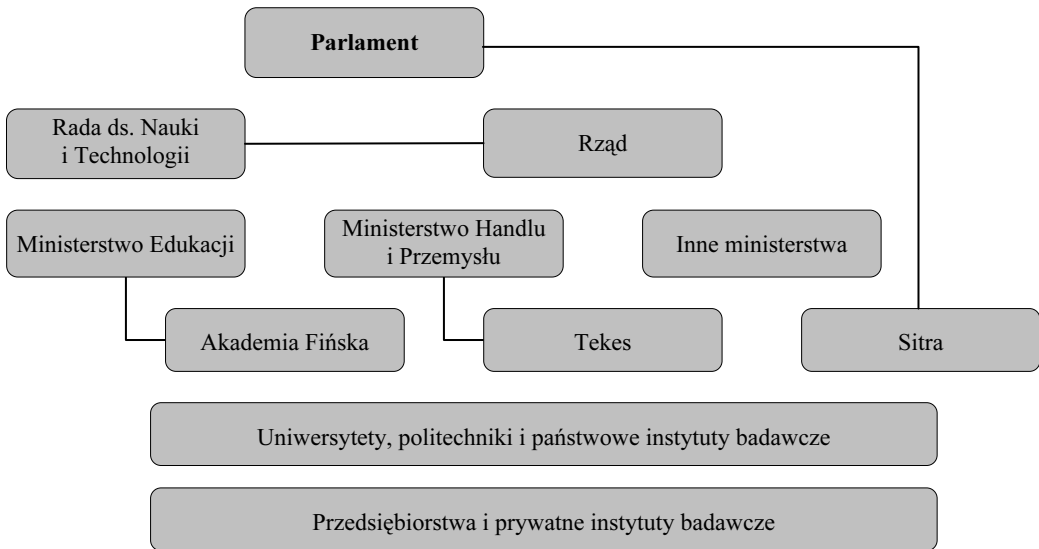 Parlament
Rada ds. Nauki
i Technologii
Rząd
Ministerstwo Edukacji
Ministerstwo Handlu
i Przemysłu
Inne ministerstwa
Akademia Fińska
Tekes
Sitra
Uniwersytety, politechniki i państwowe instytuty badawcze
Przedsiębiorstwa i prywatne instytuty badawcze